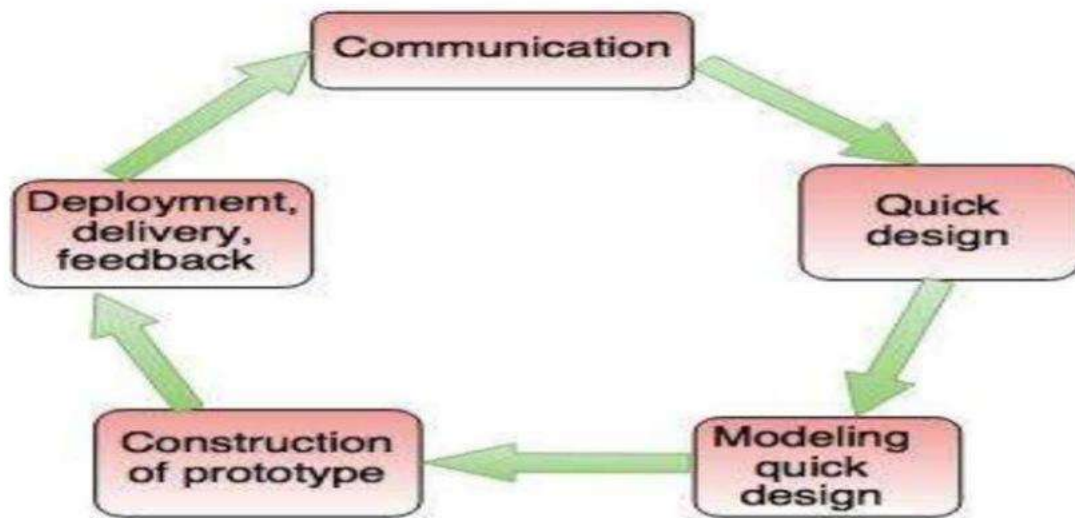 Communication
Quick
design
Modeling
quick
design
Construction
of prototype
Deployment,
delivery,
feedback